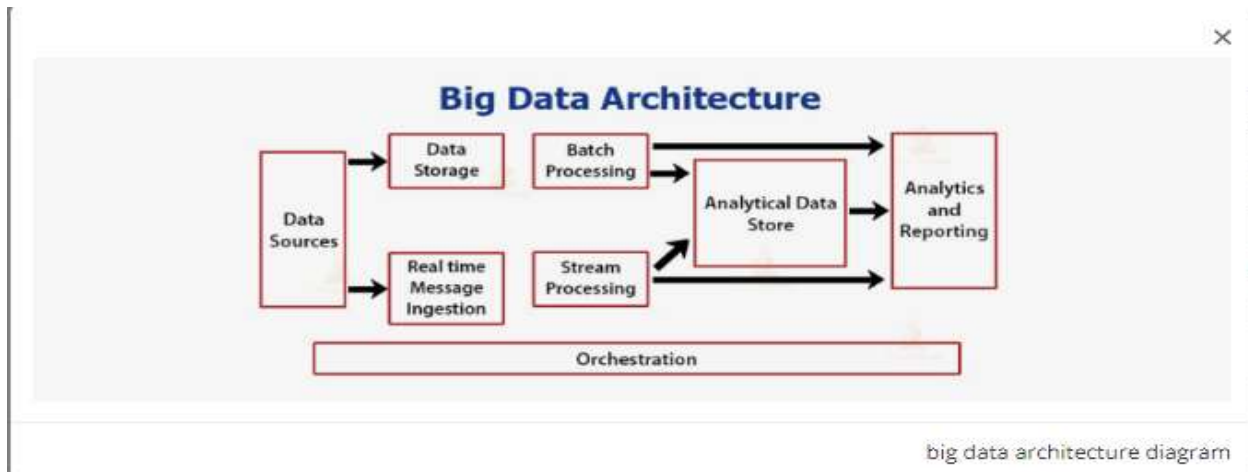 Big Data Architecture
Data
Sources
Data
Storage
Real time
Message
Ingestion
Batch
Processing
Stream
Processing
Analytical Data
Store
Analytics
and
Reporting
Orchestration
big data architecture diagram